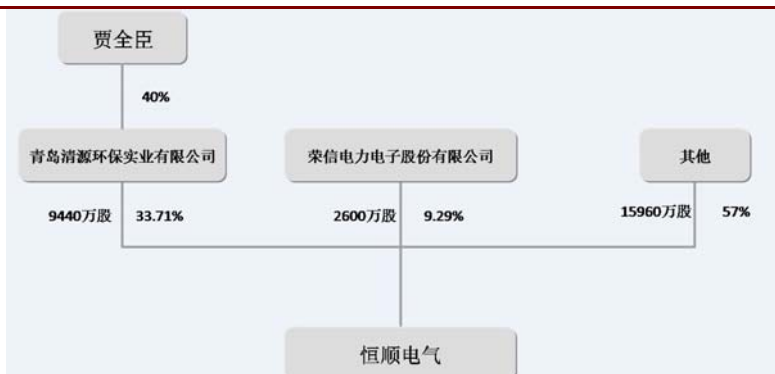 贾全臣
40%
青岛清源环保实业有限公司
荣信电力电子股份有限公司
其他
9440万股 33.71%
2600万股 9.29%
15960万股 57%
恒顺电气